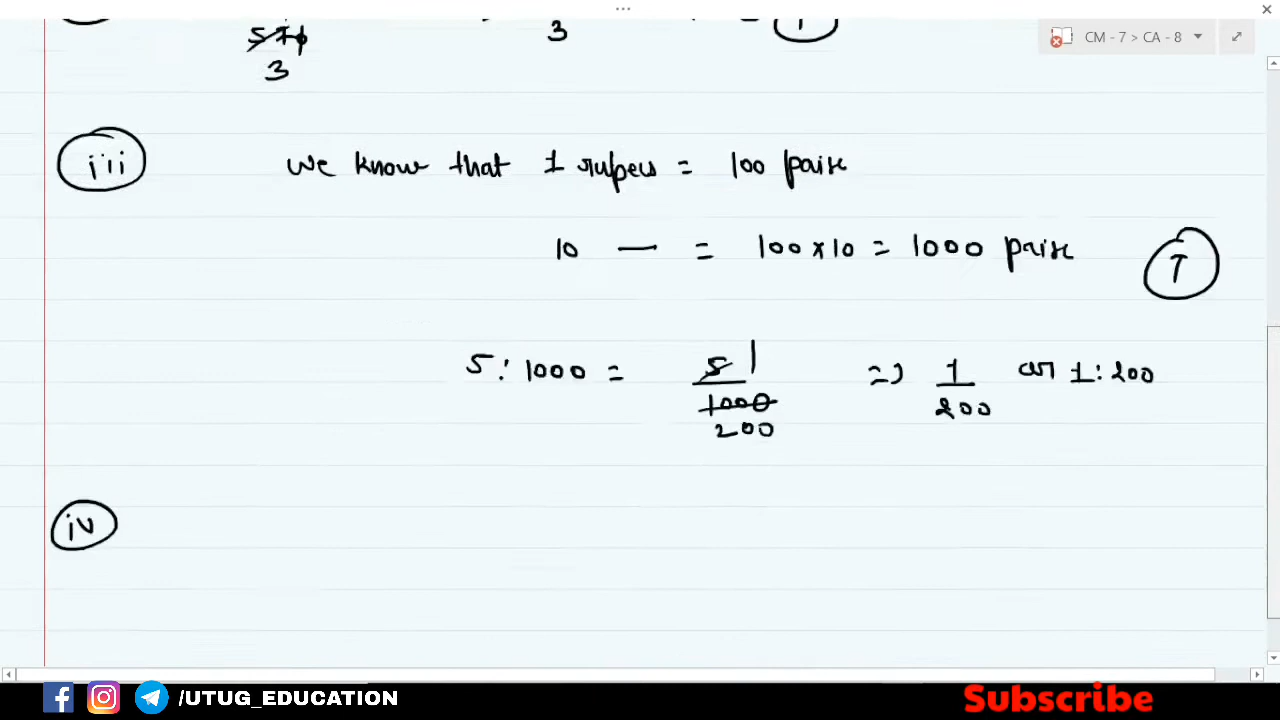 CM - 7 > CA - 8
3
3
iii
We know that 1 rupees = 100 paise
10 — = 100×10 = 1000 paise
T
5 : 1000 = 5 1 / 1000 200 => 1/200 or 1:200
iv
/UTUG_EDUCATION
Subscribe